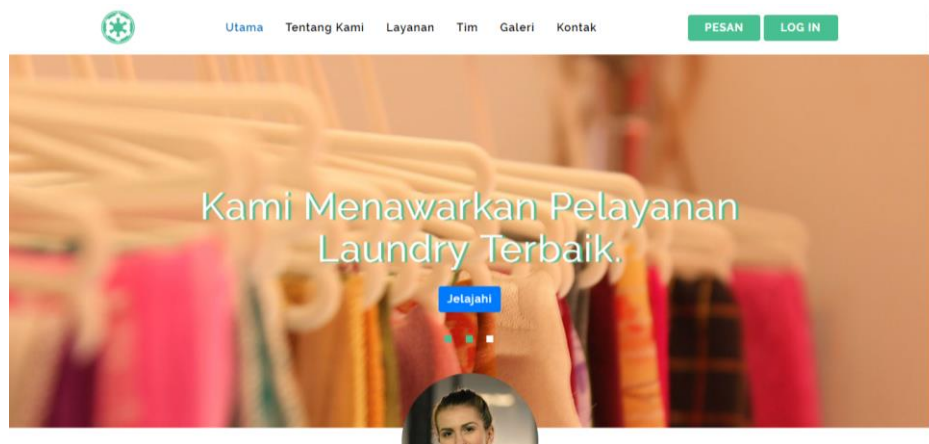 Utama Tentang Kami Layanan Tim Galeri Kontak PESAN LOG IN
Kami Menawarkan Pelayanan
Laundry Terbaik.
Jelajahi